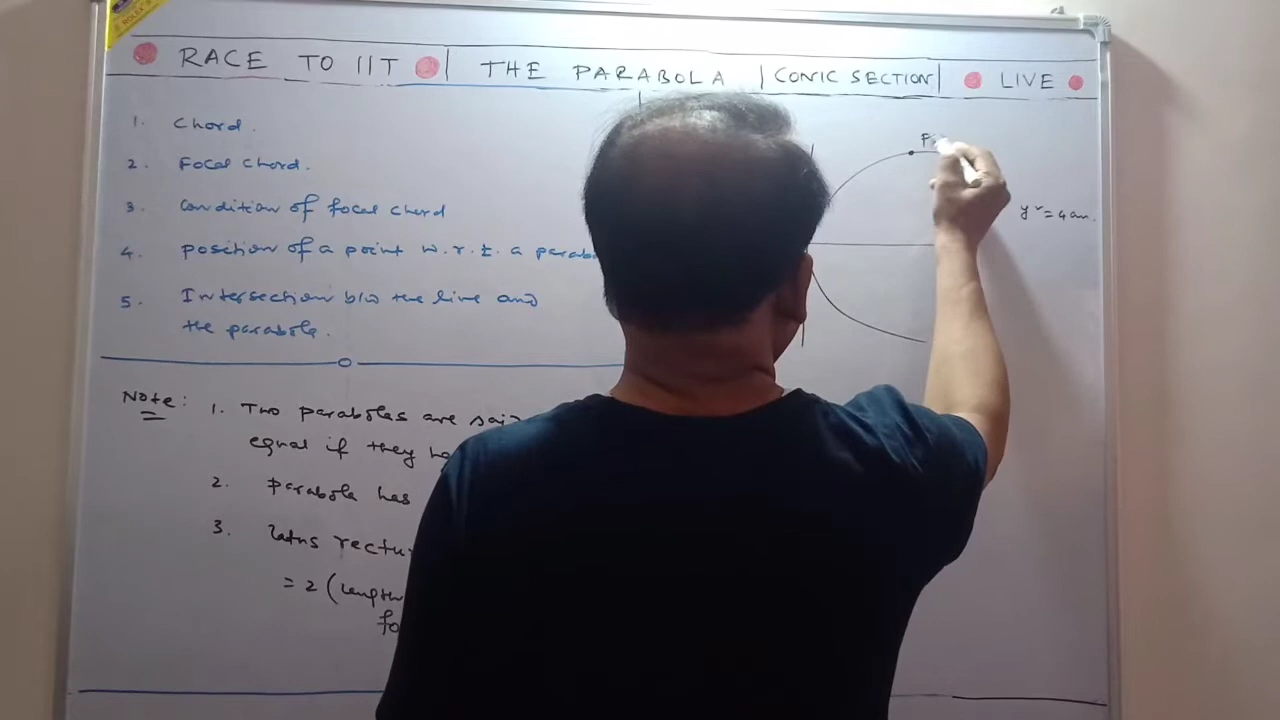 RACE TO IIT | THE PARABOLA | CONIC SECTION | LIVE
1. Chord.
2. Focal chord.
3. Condition of focal chord
4. Position of a point w.r.t. a parab
5. Intersection b/w the line and
the parabola.
y² = 4ax.
Note: 1. Two parabolas are said
equal if they ha
2. Parabola has
3. Latus rectu
= 2 (length
fo
P